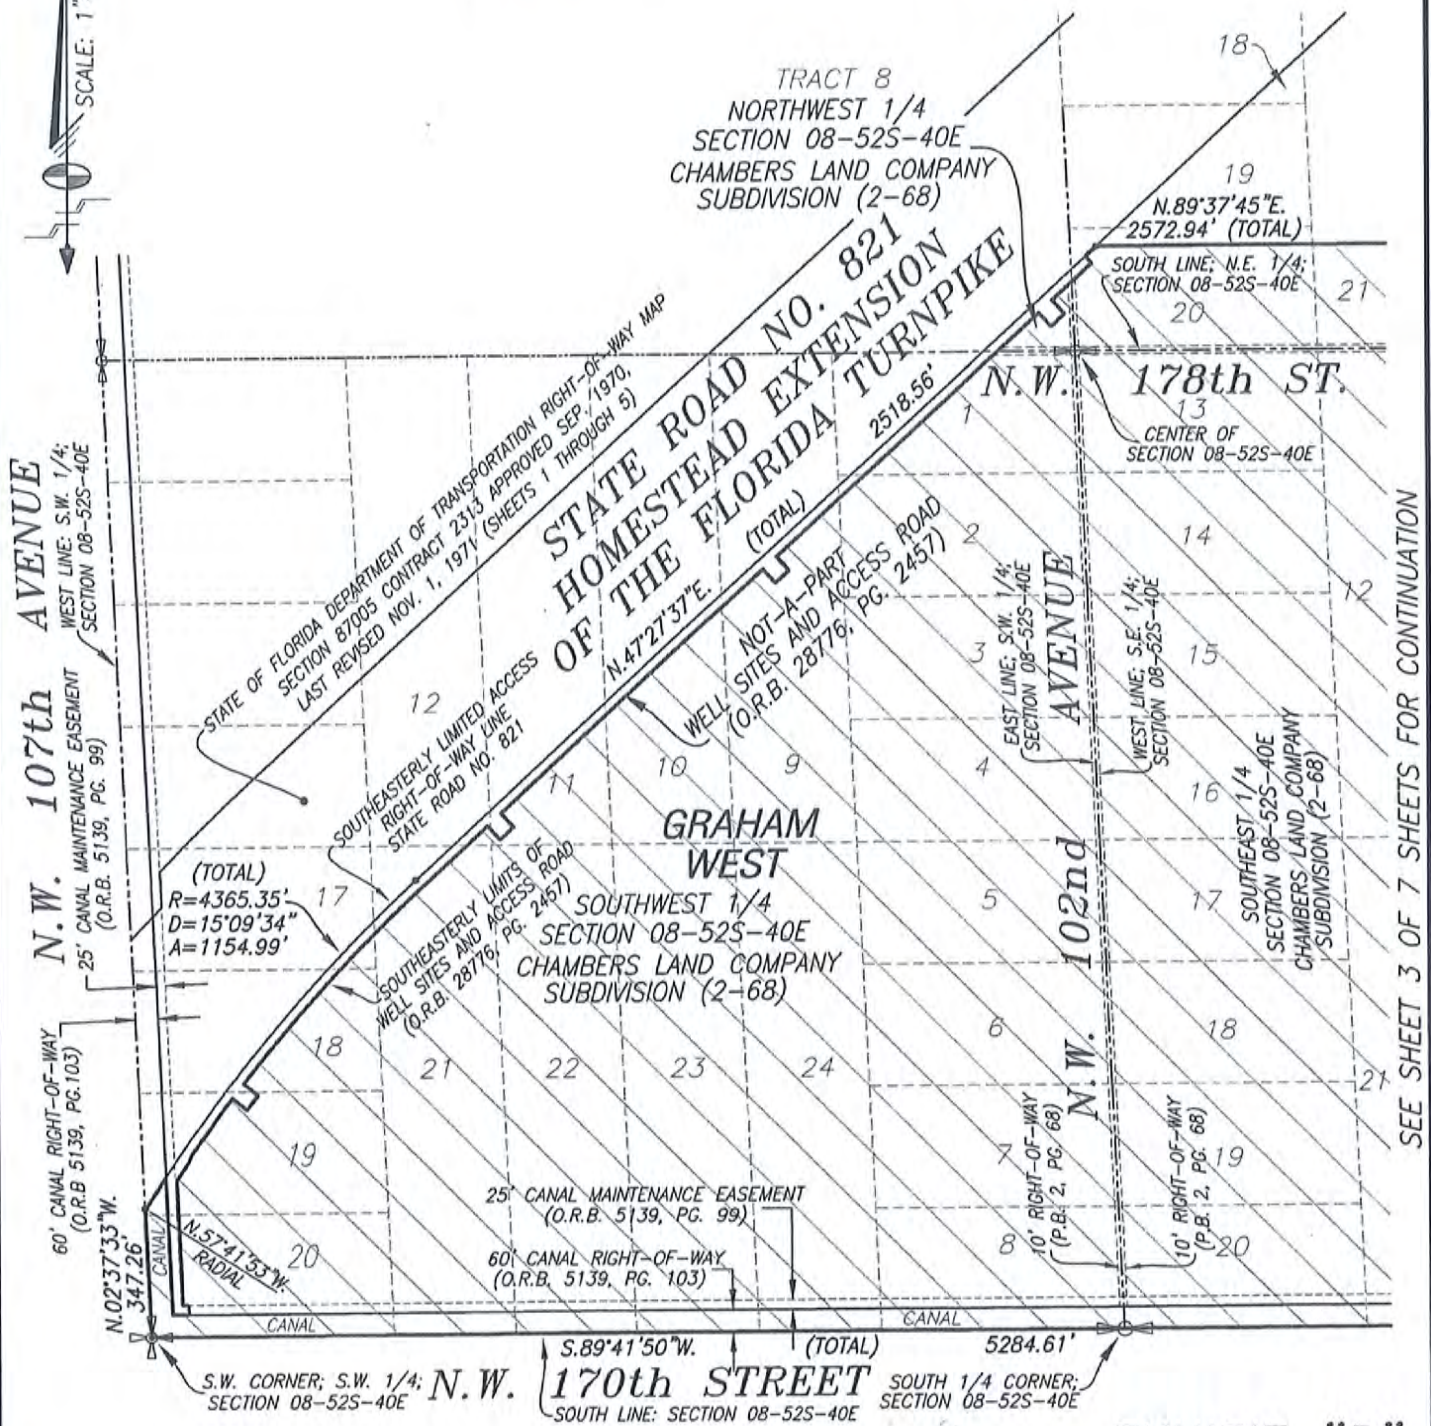 SCALE: 1"
18
TRACT 8
NORTHWEST 1/4
SECTION 08-52S-40E
CHAMBERS LAND COMPANY
SUBDIVISION (2-68)
19
N.89°37'45"E.
2572.94' (TOTAL)
SOUTH LINE; N.E. 1/4;
SECTION 08-52S-40E
20
21
STATE ROAD NO. 821
HOMESTEAD EXTENSION
OF THE FLORIDA TURNPIKE
STATE OF FLORIDA DEPARTMENT OF TRANSPORTATION RIGHT-OF-WAY MAP
SECTION 87005 CONTRACT 2313 APPROVED SEP. 1970,
LAST REVISED NOV. 1, 1971 (SHEETS 1 THROUGH 5)
N.W. 178th ST.
13
CENTER OF
SECTION 08-52S-40E
1
N.47°27'37"E. (TOTAL) 2518.56'
N.W. 107th AVENUE
WEST LINE: S.W. 1/4;
SECTION 08-52S-40E
25' CANAL MAINTENANCE EASEMENT
(O.R.B. 5139, PG. 99)
NOT-A-PART
WELL SITES AND ACCESS ROAD
(O.R.B. 28776, PG. 2457)
2
14
12
3
15
EAST LINE; S.W. 1/4;
SECTION 08-52S-40E
WEST LINE; S.E. 1/4;
SECTION 08-52S-40E
N.W. 102nd AVENUE
SEE SHEET 3 OF 7 SHEETS FOR CONTINUATION
12
SOUTHEASTERLY LIMITED ACCESS
RIGHT-OF-WAY LINE
STATE ROAD NO. 821
11
10
9
4
16
SOUTHEAST 1/4
SECTION 08-52S-40E
CHAMBERS LAND COMPANY
SUBDIVISION (2-68)
GRAHAM
WEST
SOUTHWEST 1/4
SECTION 08-52S-40E
CHAMBERS LAND COMPANY
SUBDIVISION (2-68)
(TOTAL)
R=4365.35'
D=15°09'34"
A=1154.99'
17
SOUTHEASTERLY LIMITS OF
WELL SITES AND ACCESS ROAD
(O.R.B. 28776, PG. 2457)
5
17
6
18
18
21
22
23
24
21
60' CANAL RIGHT-OF-WAY
(O.R.B 5139, PG.103)
19
7
19
10' RIGHT-OF-WAY
(P.B. 2, PG. 68)
10' RIGHT-OF-WAY
(P.B. 2, PG. 68)
25' CANAL MAINTENANCE EASEMENT
(O.R.B. 5139, PG. 99)
60' CANAL RIGHT-OF-WAY
(O.R.B. 5139, PG. 103)
N.02°37'33"W.
347.26'
CANAL
N.57°41'53"W.
RADIAL
20
8
20
CANAL
CANAL
S.89°41'50"W. (TOTAL) 5284.61'
S.W. CORNER; S.W. 1/4;
SECTION 08-52S-40E
N.W. 170th STREET
SOUTH LINE: SECTION 08-52S-40E
SOUTH 1/4 CORNER;
SECTION 08-52S-40E